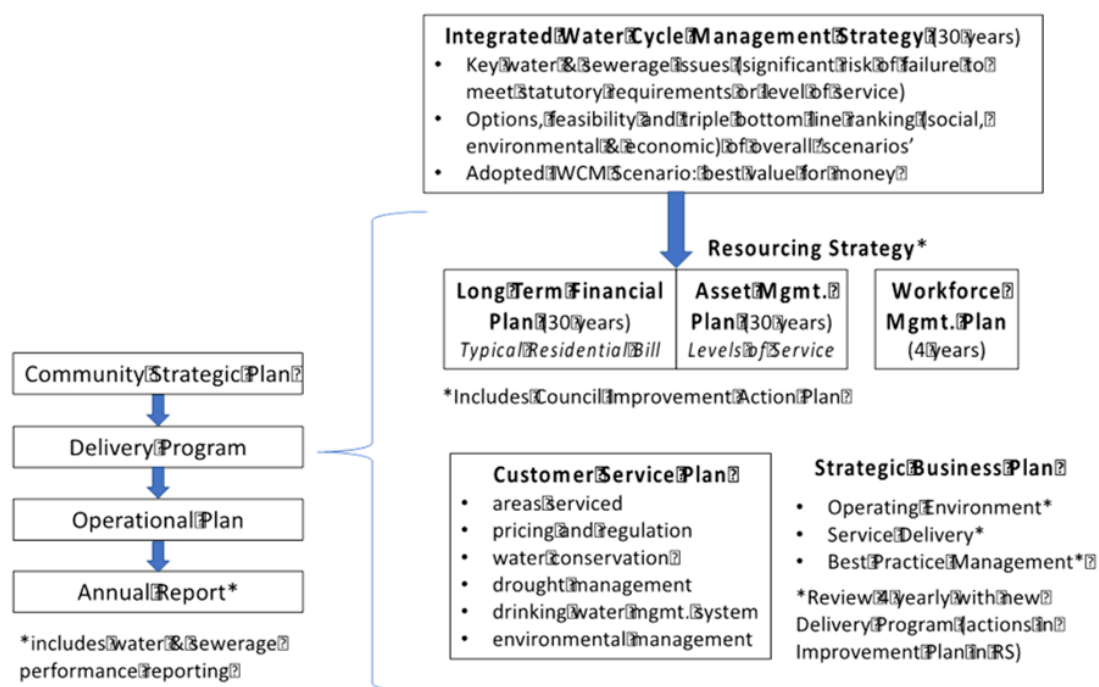 Integrated Water Cycle Management Strategy (30 years)
• Key water & sewerage issues (significant risk of failure to
meet statutory requirements or level of service)
• Options, feasibility and triple bottom line ranking (social,
environmental & economic) of overall 'scenarios'
• Adopted IWCM Scenario: best value for money
Resourcing Strategy*
Long Term Financial
Plan (30 years)
Typical Residential Bill
Asset Mgmt.
Plan (30 years)
Levels of Service
Workforce
Mgmt. Plan
(4 years)
*Includes Council Improvement Action Plan
Community Strategic Plan
Delivery Program
Operational Plan
Annual Report*
*includes water & sewerage
performance reporting
Customer Service Plan
• areas serviced
• pricing and regulation
• water conservation
• drought management
• drinking water mgmt. system
• environmental management
Strategic Business Plan
• Operating Environment*
• Service Delivery*
• Best Practice Management*
*Review 4 yearly with new
Delivery Program (actions in
Improvement Plan in RS)